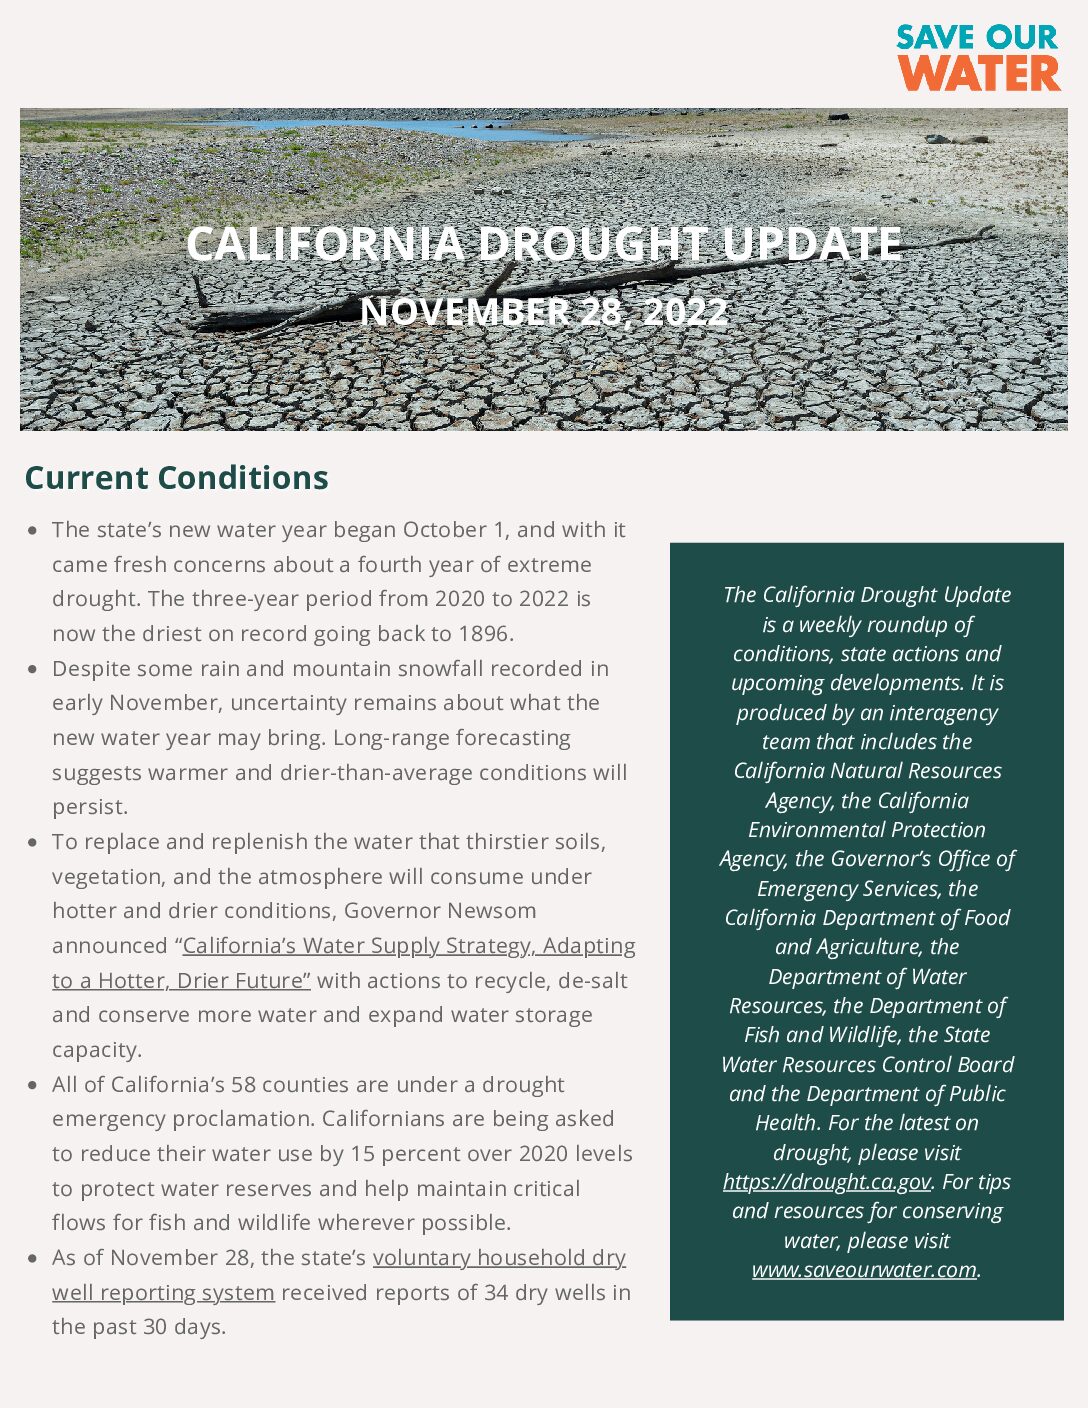 SAVE OUR
WATER
CALIFORNIA DROUGHT UPDATE
NOVEMBER 28, 2022
Current Conditions
• The state’s new water year began October 1, and with it
came fresh concerns about a fourth year of extreme
drought. The three-year period from 2020 to 2022 is
now the driest on record going back to 1896.
• Despite some rain and mountain snowfall recorded in
early November, uncertainty remains about what the
new water year may bring. Long-range forecasting
suggests warmer and drier-than-average conditions will
persist.
• To replace and replenish the water that thirstier soils,
vegetation, and the atmosphere will consume under
hotter and drier conditions, Governor Newsom
announced “California’s Water Supply Strategy, Adapting
to a Hotter, Drier Future” with actions to recycle, de-salt
and conserve more water and expand water storage
capacity.
• All of California’s 58 counties are under a drought
emergency proclamation. Californians are being asked
to reduce their water use by 15 percent over 2020 levels
to protect water reserves and help maintain critical
flows for fish and wildlife wherever possible.
• As of November 28, the state’s voluntary household dry
well reporting system received reports of 34 dry wells in
the past 30 days.
The California Drought Update
is a weekly roundup of
conditions, state actions and
upcoming developments. It is
produced by an interagency
team that includes the
California Natural Resources
Agency, the California
Environmental Protection
Agency, the Governor’s Office of
Emergency Services, the
California Department of Food
and Agriculture, the
Department of Water
Resources, the Department of
Fish and Wildlife, the State
Water Resources Control Board
and the Department of Public
Health. For the latest on
drought, please visit
https://drought.ca.gov. For tips
and resources for conserving
water, please visit
www.saveourwater.com.